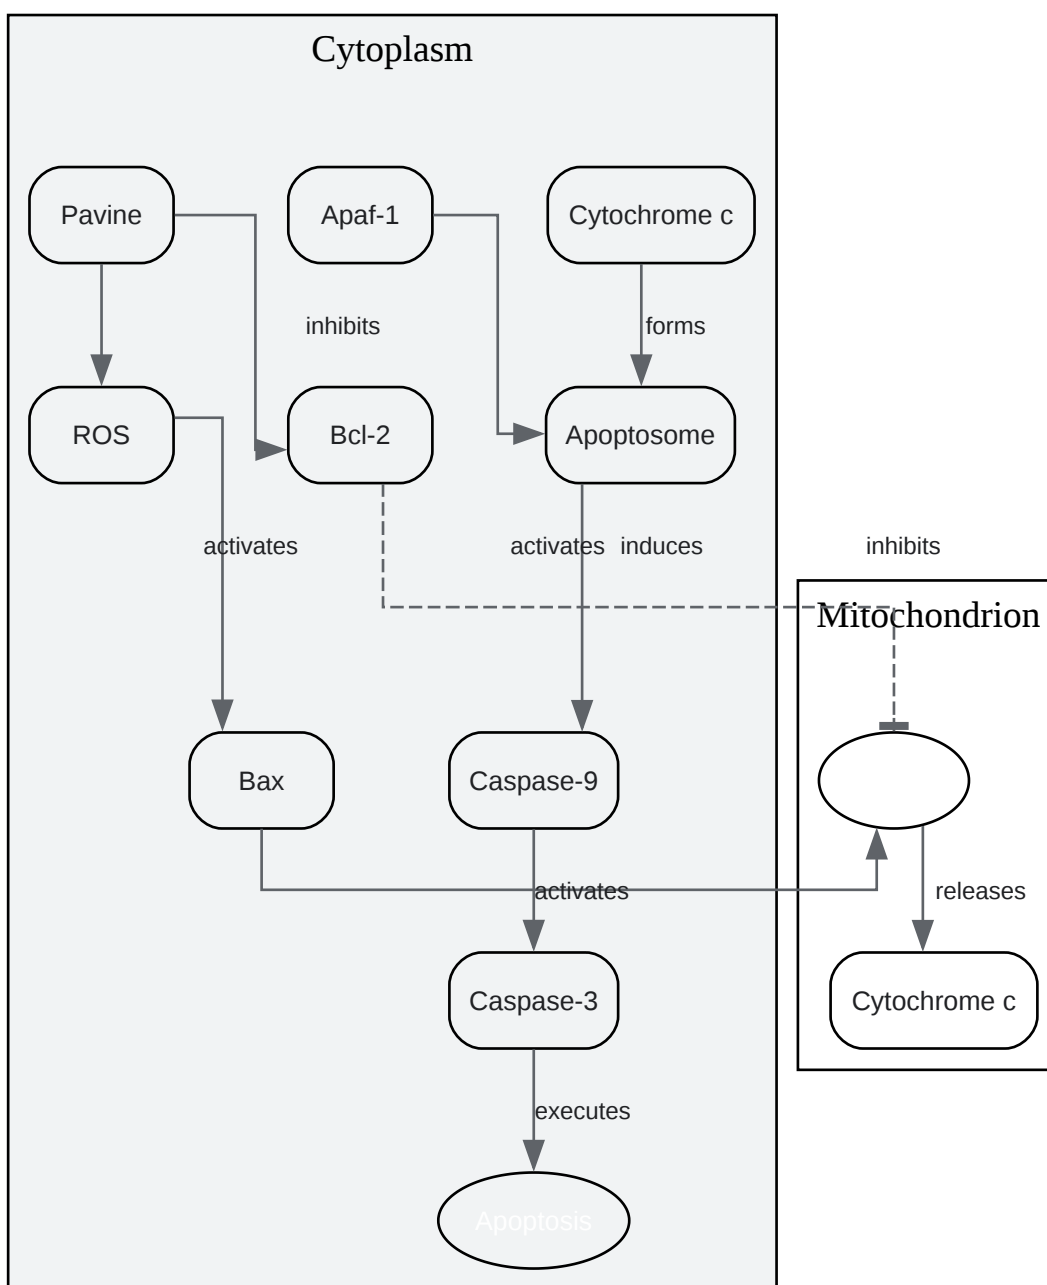 Cytoplasm
Pavine
Apaf-1
Cytochrome c
inhibits
forms
ROS
Bcl-2
Apoptosome
activates
activates
induces
inhibits
Mitochondrion
Bax
Caspase-9
activates
releases
Caspase-3
Cytochrome c
executes
Apoptosis